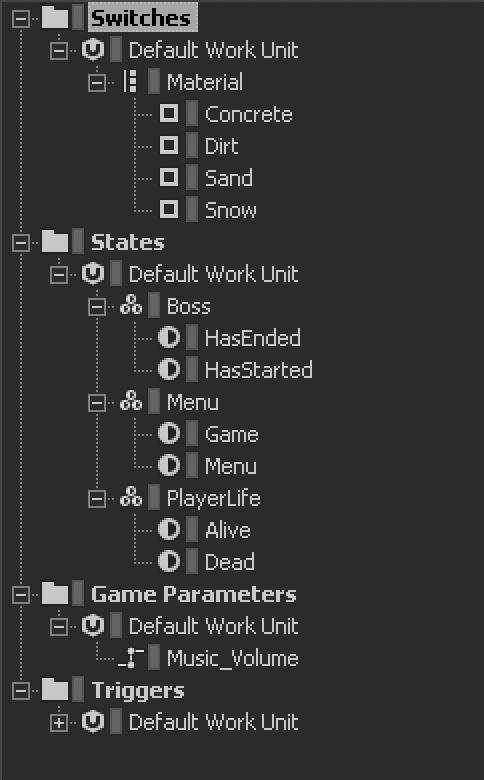 Switches
Default Work Unit
Material
Concrete
Dirt
Sand
Snow
States
Default Work Unit
Boss
HasEnded
HasStarted
Menu
Game
Menu
PlayerLife
Alive
Dead
Game Parameters
Default Work Unit
Music_Volume
Triggers
Default Work Unit